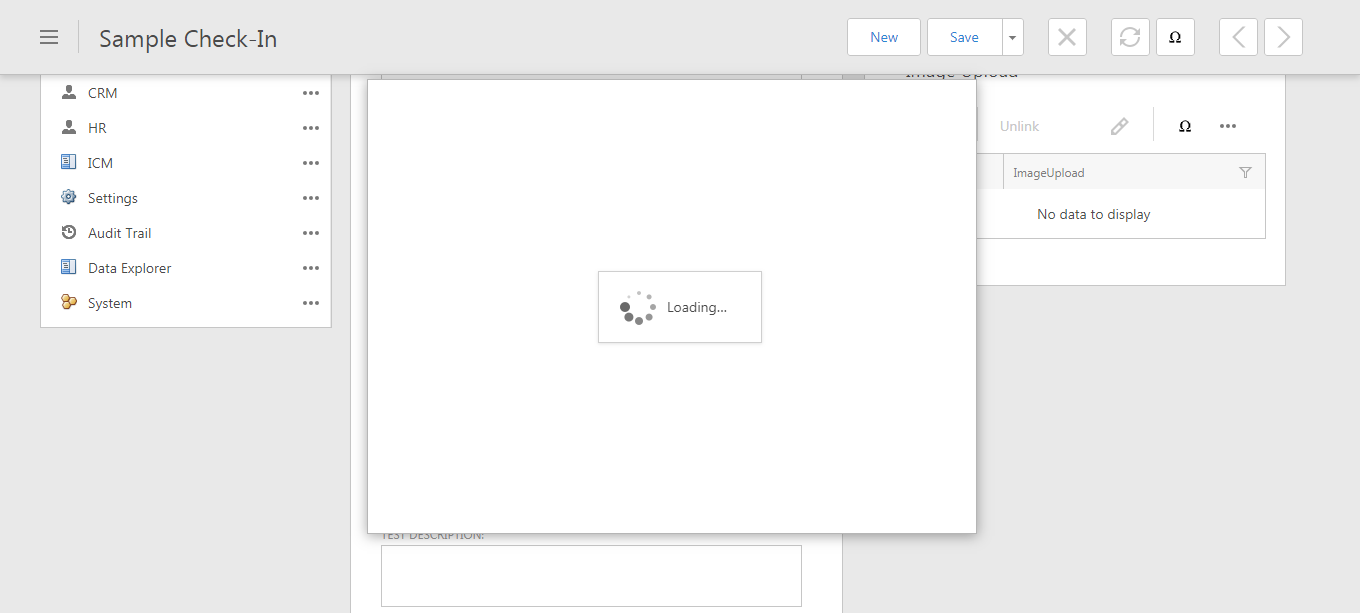 Sample Check-In
New
Save
Ω
CRM
HR
ICM
Settings
Audit Trail
Data Explorer
System
Image Upload
Unlink
Ω
ImageUpload
No data to display
Loading...
TEST DESCRIPTION: